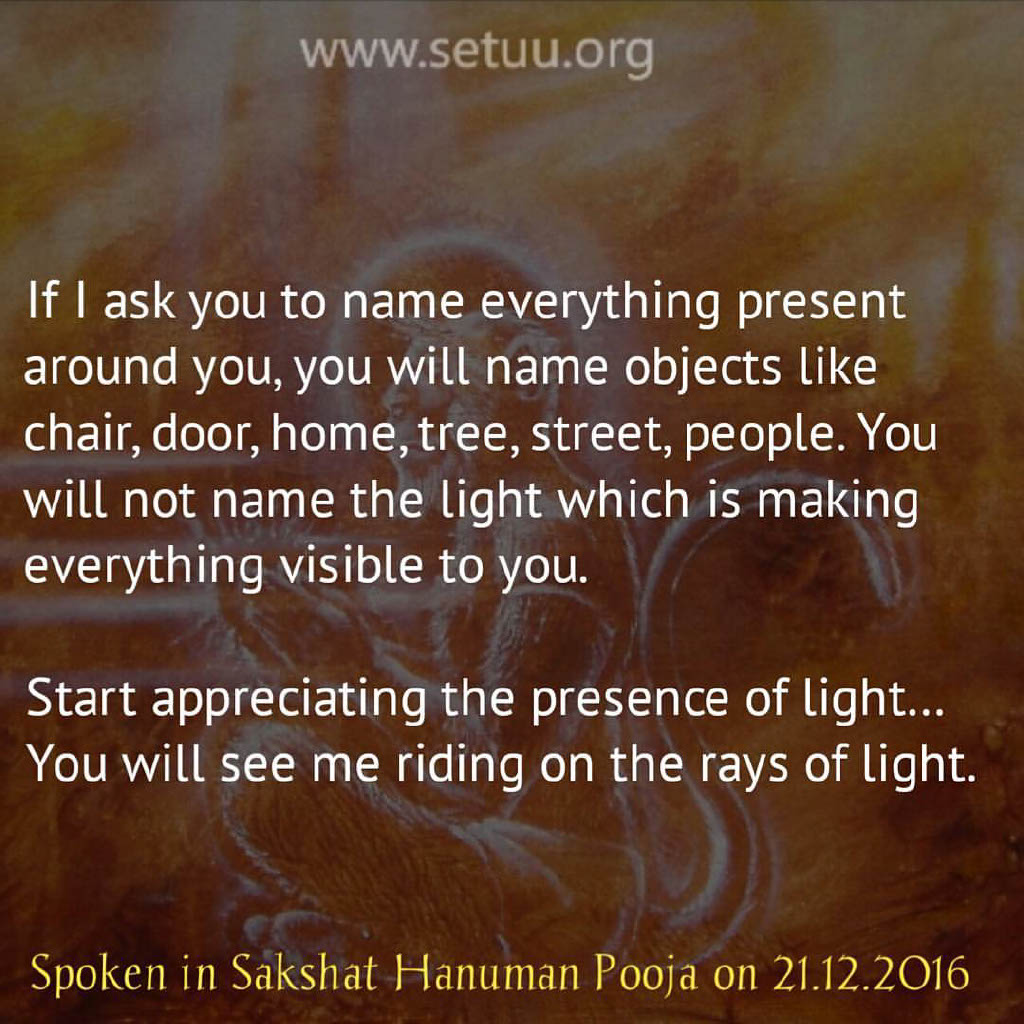 www.setuu.org
If I ask you to name everything present
around you, you will name objects like
chair, door, home, tree, street, people. You
will not name the light which is making
everything visible to you.
Start appreciating the presence of light...
You will see me riding on the rays of light.
Spoken in Sakshat Hanuman Pooja on 21.12.2016